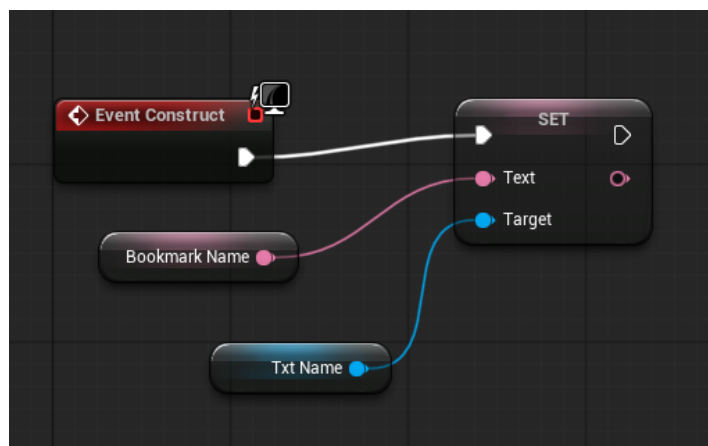 Event Construct
SET
Text
Target
Bookmark Name
Txt Name